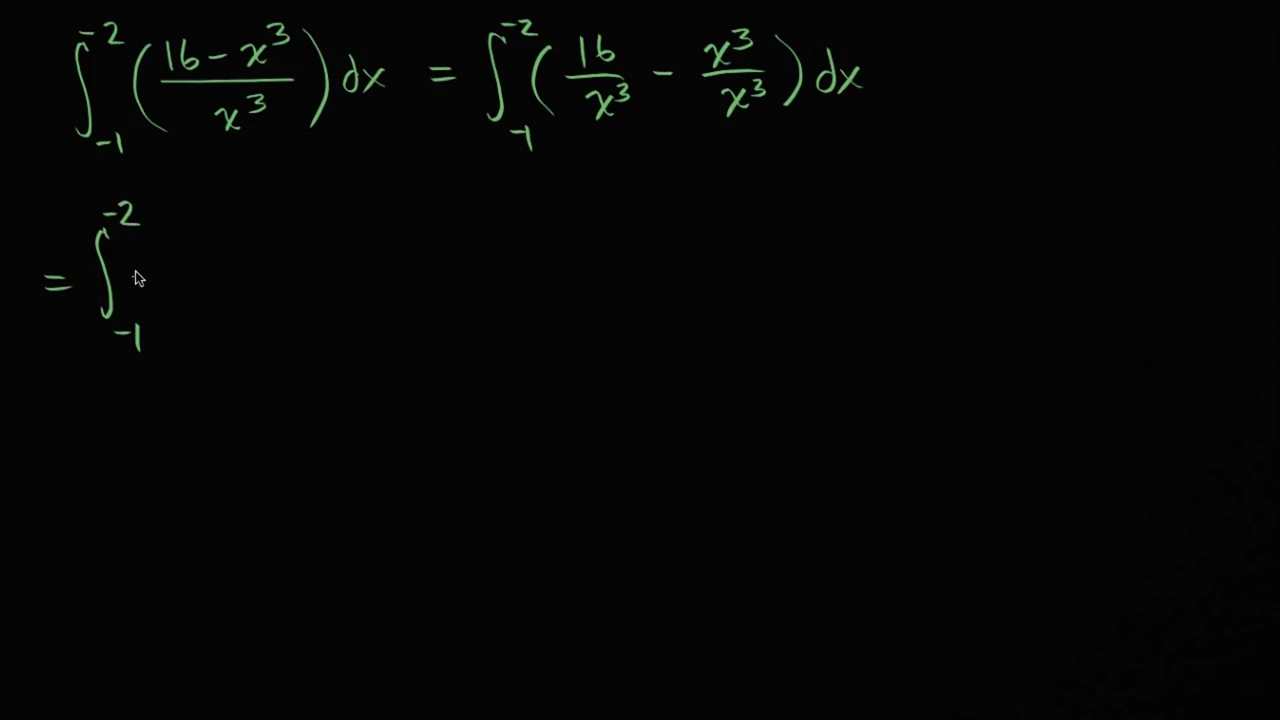 ∫_{-1}^{-2} ((16 - x^3)/x^3) dx = ∫_{-1}^{-2} (16/x^3 - x^3/x^3) dx
= ∫_{-1}^{-2}